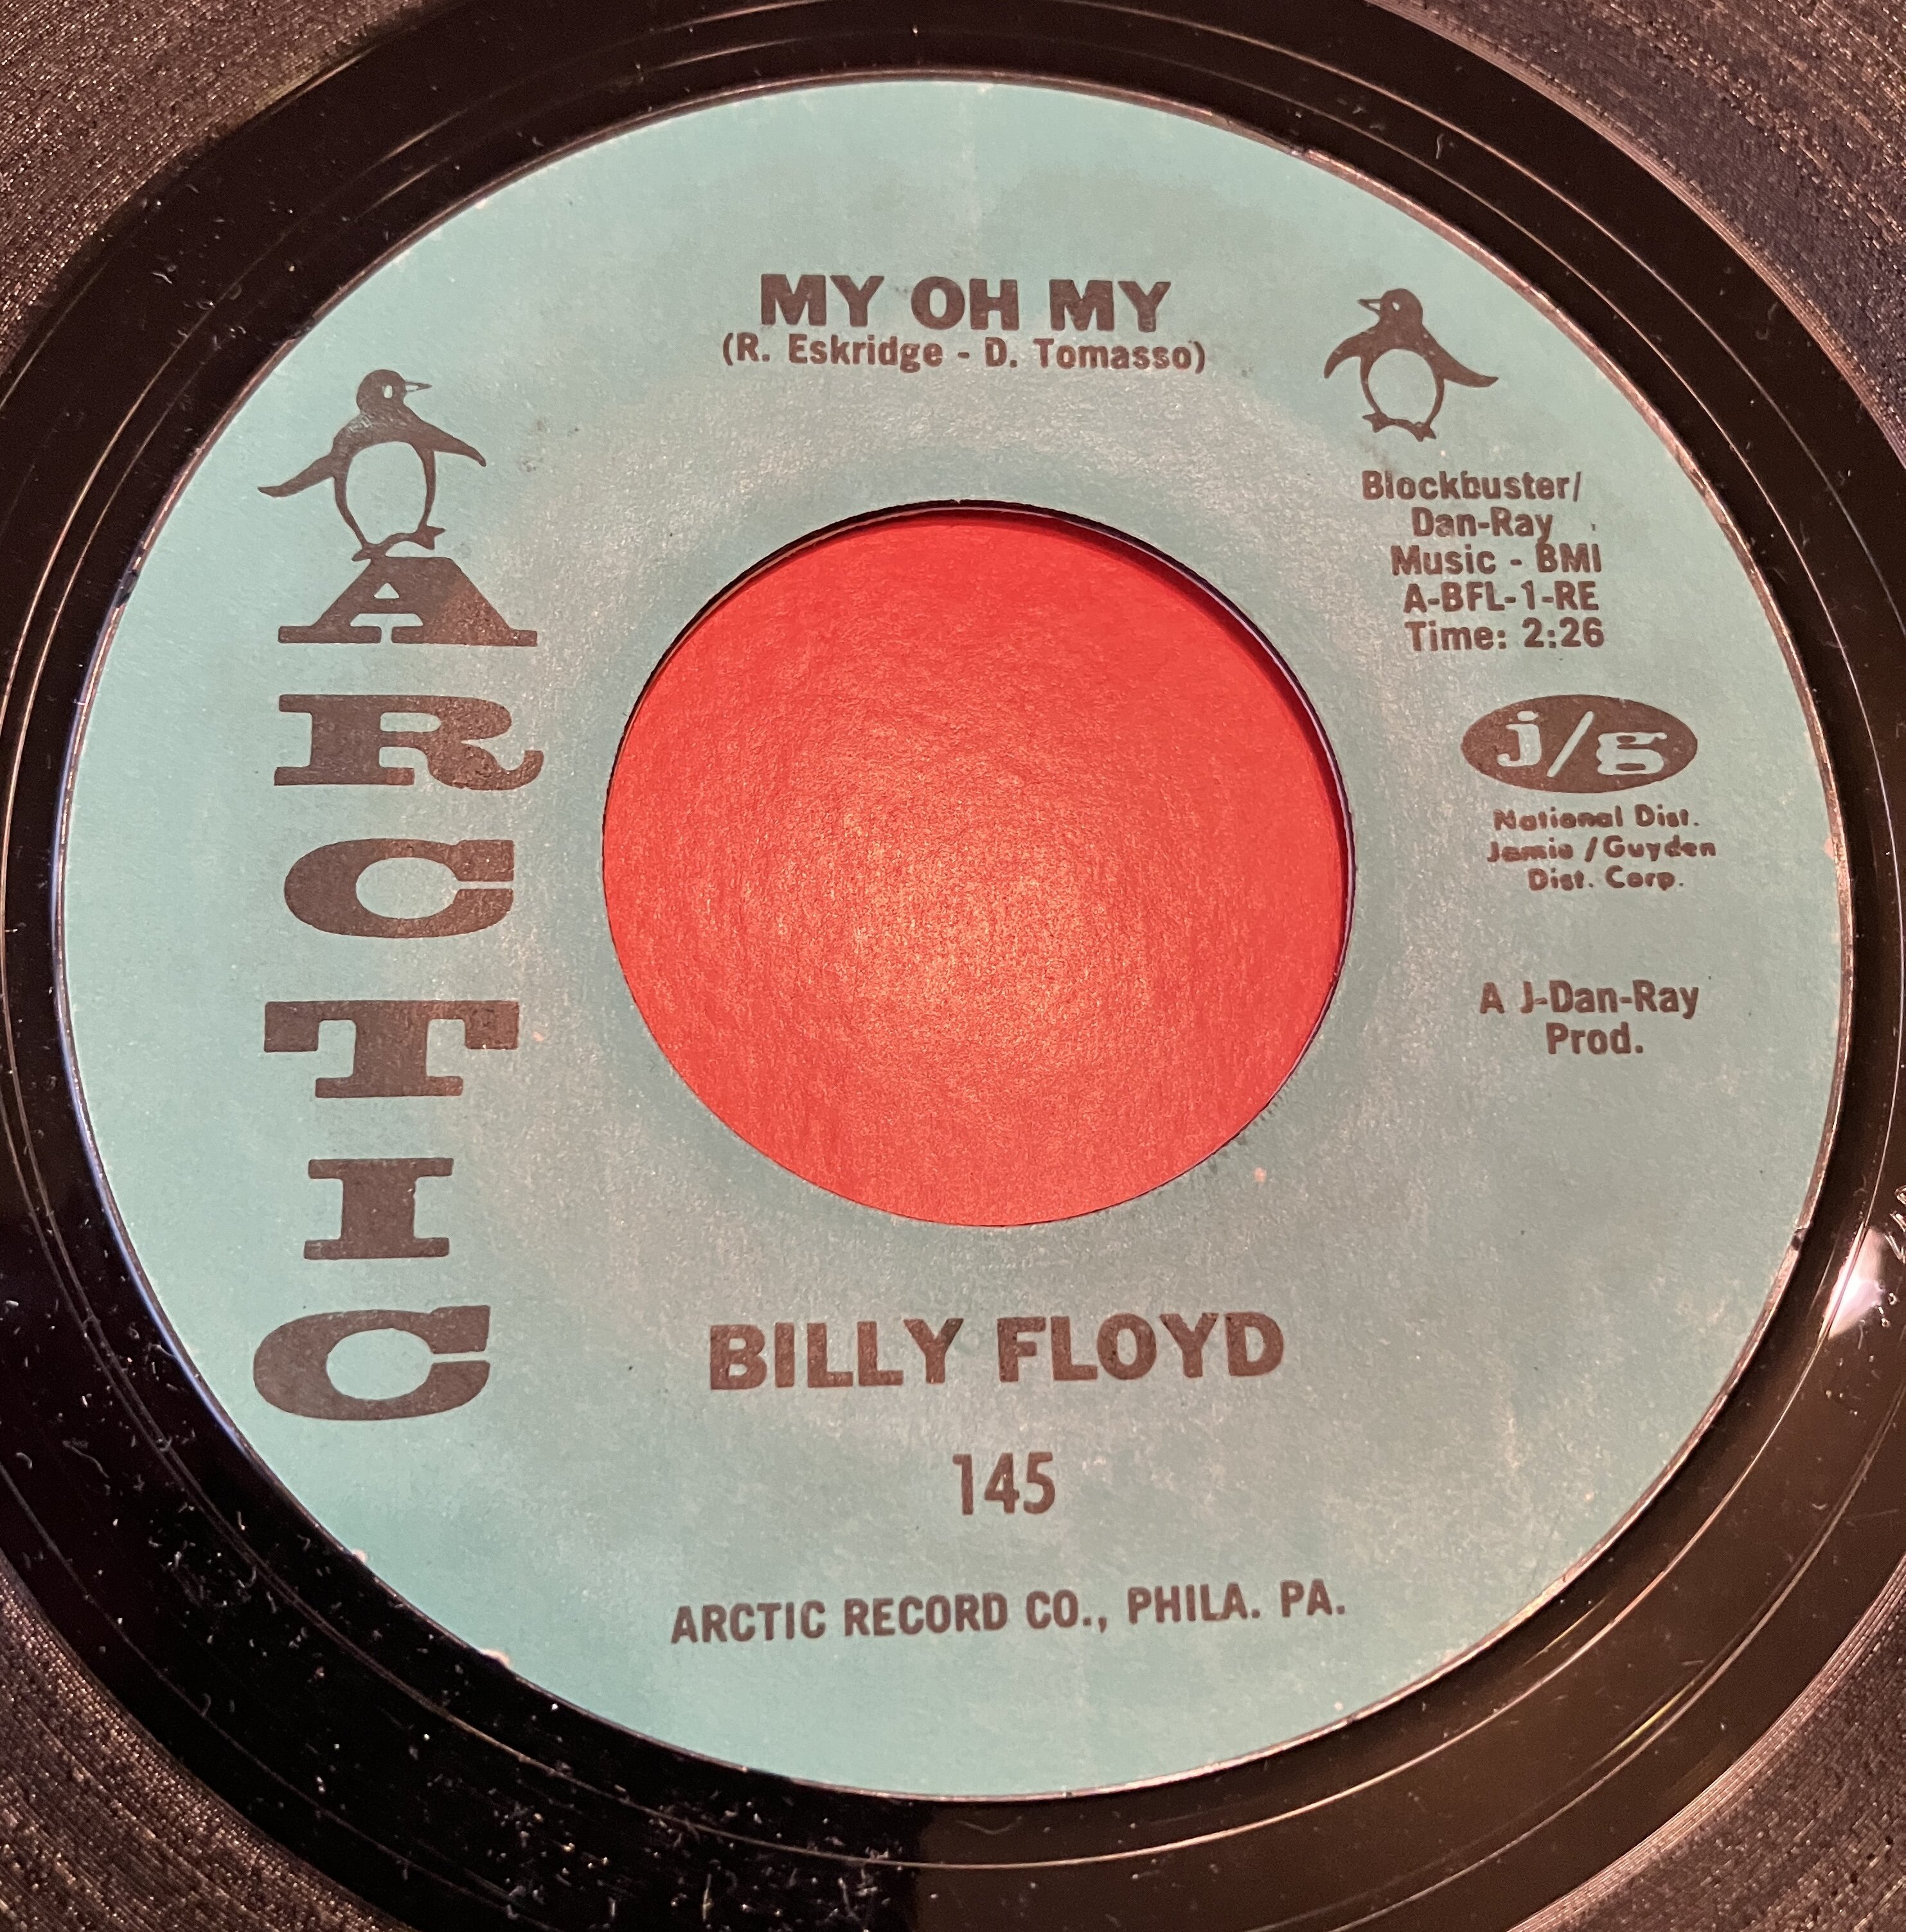 MY OH MY
(R. Eskridge - D. Tomasso)
ARCTIC
Blockbuster/
Dan-Ray
Music - BMI
A-BFL-1-RE
Time: 2:26
j/g
National Dist.
Jamie / Guyden
Dist. Corp.
A J-Dan-Ray
Prod.
BILLY FLOYD
145
ARCTIC RECORD CO., PHILA. PA.